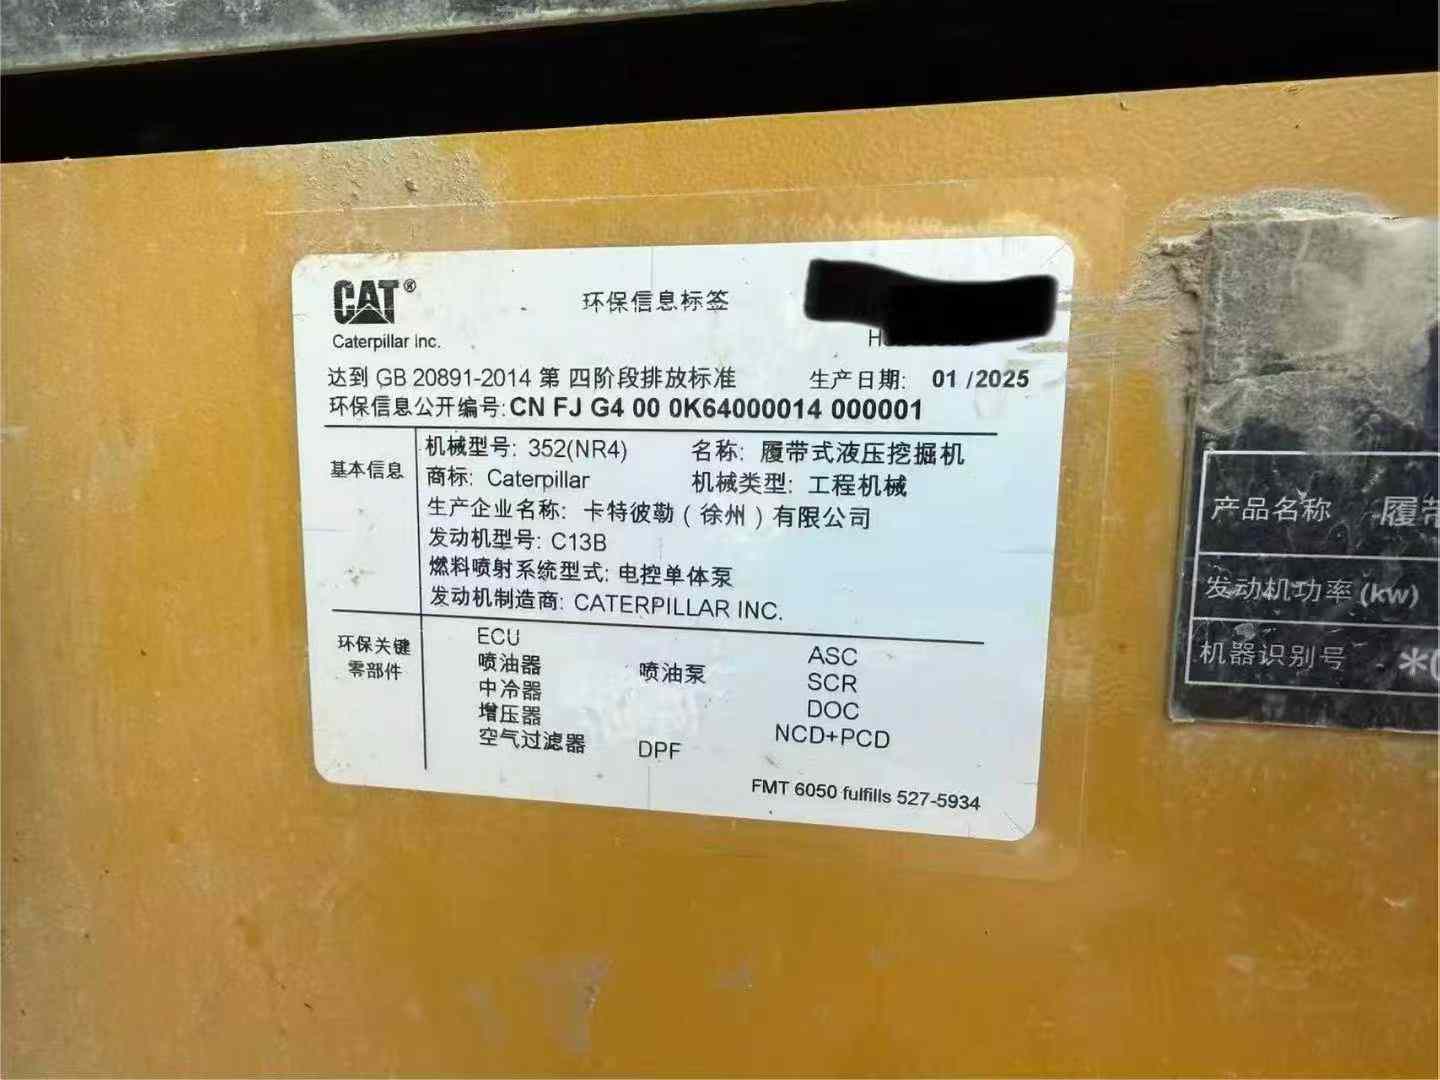 CAT®
Caterpillar Inc.
环保信息标签
达到 GB 20891-2014 第 四阶段排放标准 生产日期: 01 /2025
环保信息公开编号:CN FJ G4 00 0K64000014 000001
基本信息
机械型号: 352(NR4) 名称: 履带式液压挖掘机
商标: Caterpillar 机械类型: 工程机械
生产企业名称: 卡特彼勒（徐州）有限公司
发动机型号: C13B
燃料喷射系统型式: 电控单体泵
发动机制造商: CATERPILLAR INC.
环保关键
零部件
ECU ASC
喷油器 喷油泵 SCR
中冷器 DOC
增压器 NCD+PCD
空气过滤器 DPF
FMT 6050 fulfills 527-5934
产品名称 履带
发动机功率(kw)
机器识别号